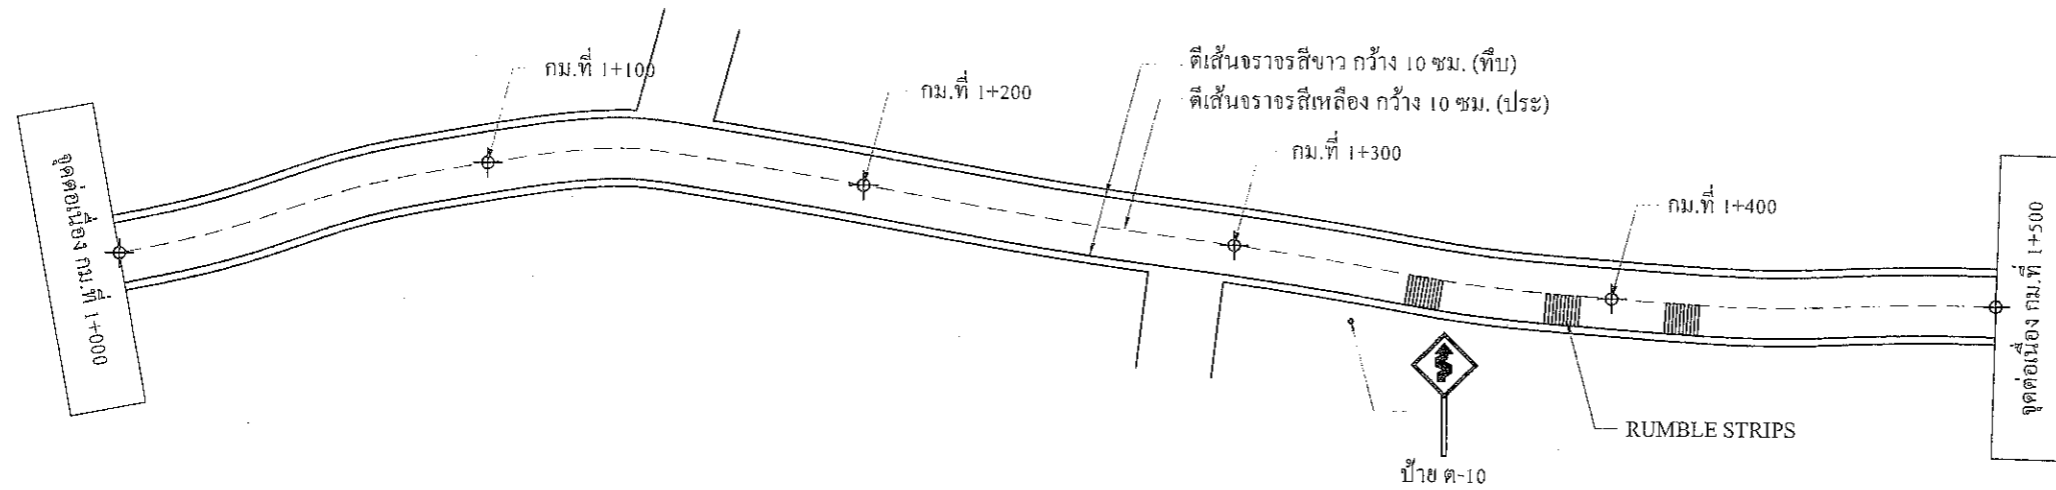 จุดต่อเนื่อง กม.ที่ 1+000
กม.ที่ 1+100
กม.ที่ 1+200
ตีเส้นจราจรสีขาว กว้าง 10 ซม. (ทึบ)
ตีเส้นจราจรสีเหลือง กว้าง 10 ซม. (ประ)
กม.ที่ 1+300
กม.ที่ 1+400
จุดต่อเนื่อง กม.ที่ 1+500
RUMBLE STRIPS
ป้าย ต-10